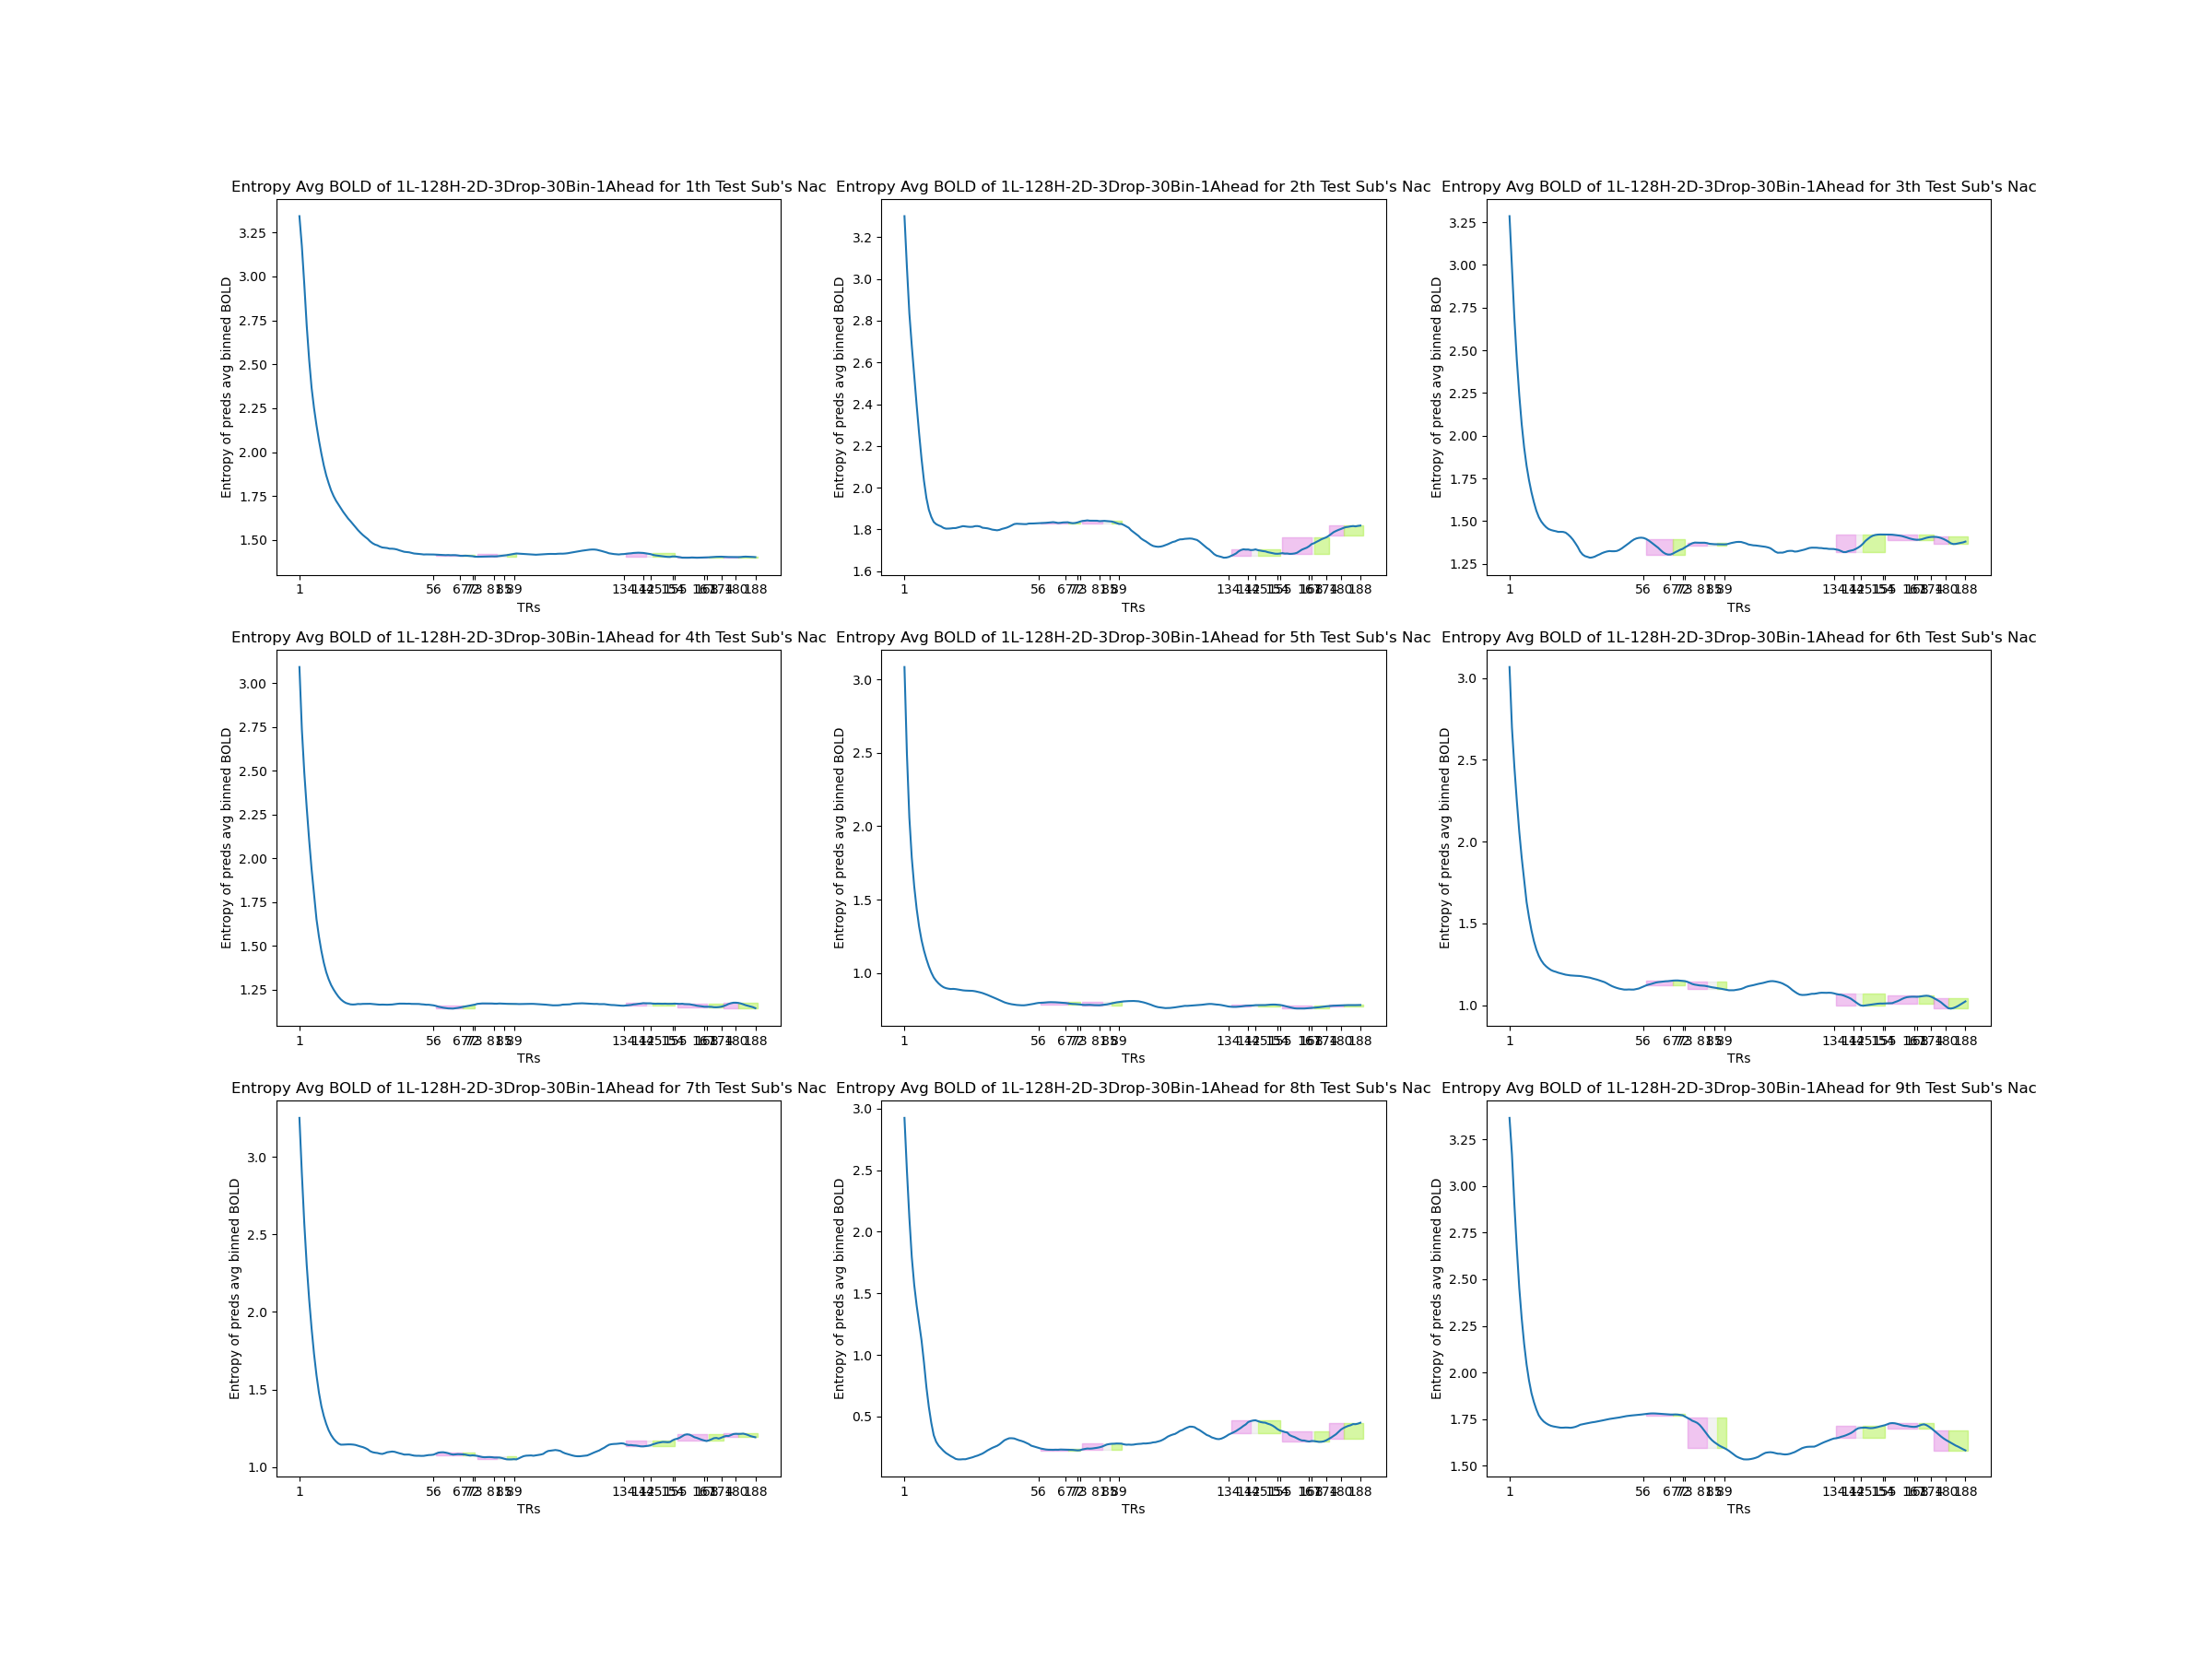 Entropy Avg BOLD of 1L-128H-2D-3Drop-30Bin-1Ahead for 1th Test Sub's Nac
Entropy of preds avg binned BOLD
3.25
3.00
2.75
2.50
2.25
2.00
1.75
1.50
1 56 81 89 188
TRs
Entropy Avg BOLD of 1L-128H-2D-3Drop-30Bin-1Ahead for 2th Test Sub's Nac
Entropy of preds avg binned BOLD
3.2
3.0
2.8
2.6
2.4
2.2
2.0
1.8
1.6
1 56 81 89 188
TRs
Entropy Avg BOLD of 1L-128H-2D-3Drop-30Bin-1Ahead for 3th Test Sub's Nac
Entropy of preds avg binned BOLD
3.25
3.00
2.75
2.50
2.25
2.00
1.75
1.50
1.25
1 56 81 89 188
TRs
Entropy Avg BOLD of 1L-128H-2D-3Drop-30Bin-1Ahead for 4th Test Sub's Nac
Entropy of preds avg binned BOLD
3.00
2.75
2.50
2.25
2.00
1.75
1.50
1.25
1 56 81 89 188
TRs
Entropy Avg BOLD of 1L-128H-2D-3Drop-30Bin-1Ahead for 5th Test Sub's Nac
Entropy of preds avg binned BOLD
3.0
2.5
2.0
1.5
1.0
1 56 81 89 188
TRs
Entropy Avg BOLD of 1L-128H-2D-3Drop-30Bin-1Ahead for 6th Test Sub's Nac
Entropy of preds avg binned BOLD
3.0
2.5
2.0
1.5
1.0
1 56 81 89 188
TRs
Entropy Avg BOLD of 1L-128H-2D-3Drop-30Bin-1Ahead for 7th Test Sub's Nac
Entropy of preds avg binned BOLD
3.0
2.5
2.0
1.5
1.0
1 56 81 89 188
TRs
Entropy Avg BOLD of 1L-128H-2D-3Drop-30Bin-1Ahead for 8th Test Sub's Nac
Entropy of preds avg binned BOLD
3.0
2.5
2.0
1.5
1.0
0.5
1 56 81 89 188
TRs
Entropy Avg BOLD of 1L-128H-2D-3Drop-30Bin-1Ahead for 9th Test Sub's Nac
Entropy of preds avg binned BOLD
3.25
3.00
2.75
2.50
2.25
2.00
1.75
1.50
1 56 81 89 188
TRs